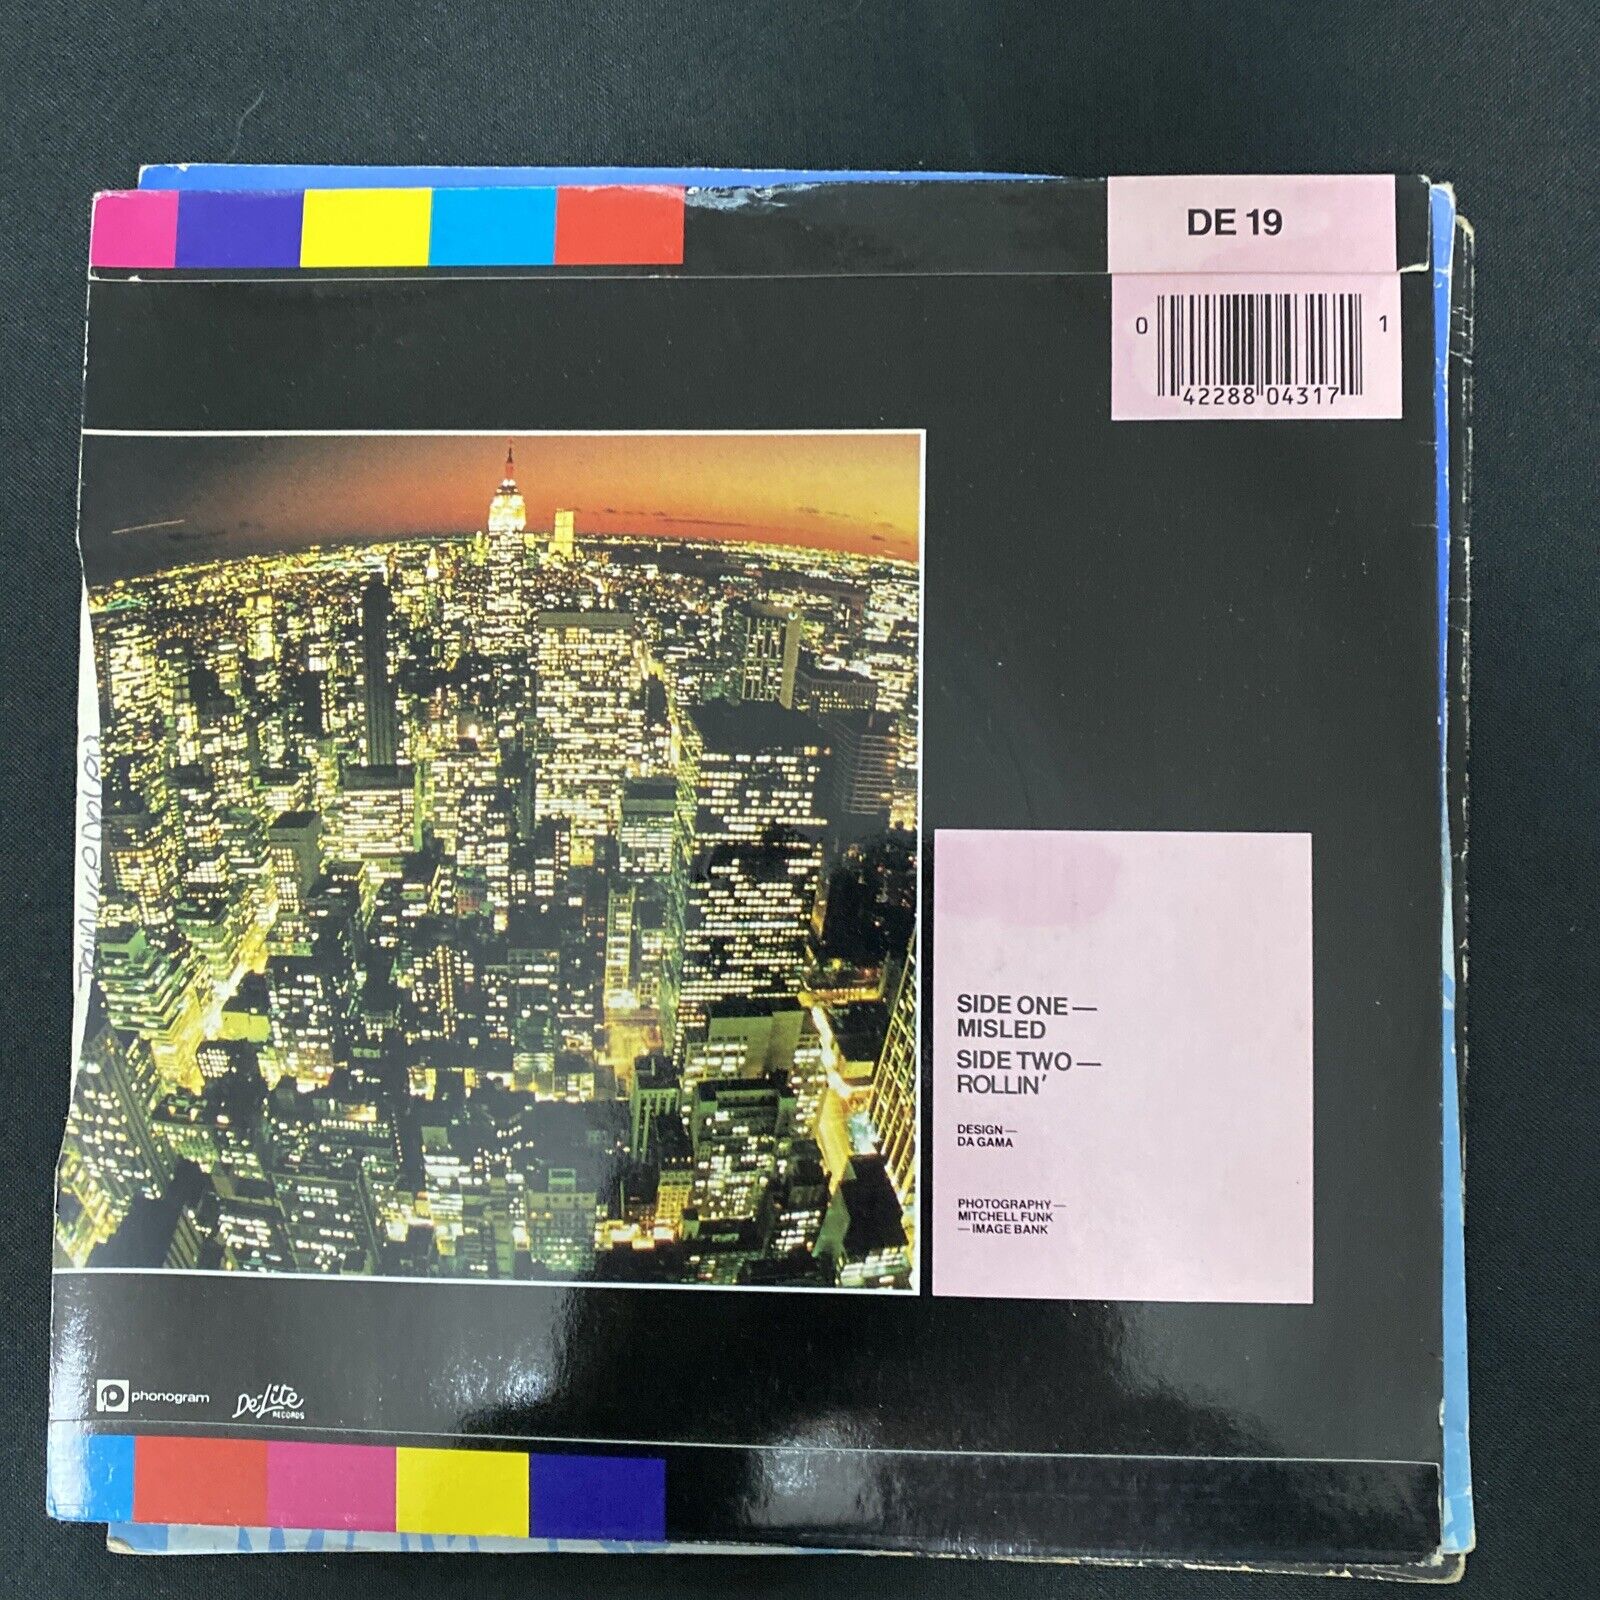 DE 19
0 1
42288 04317
SIDE ONE —
MISLED
SIDE TWO —
ROLLIN'
DESIGN —
DA GAMA
PHOTOGRAPHY —
MITCHELL FUNK
— IMAGE BANK
phonogram
De-Lite
RECORDS